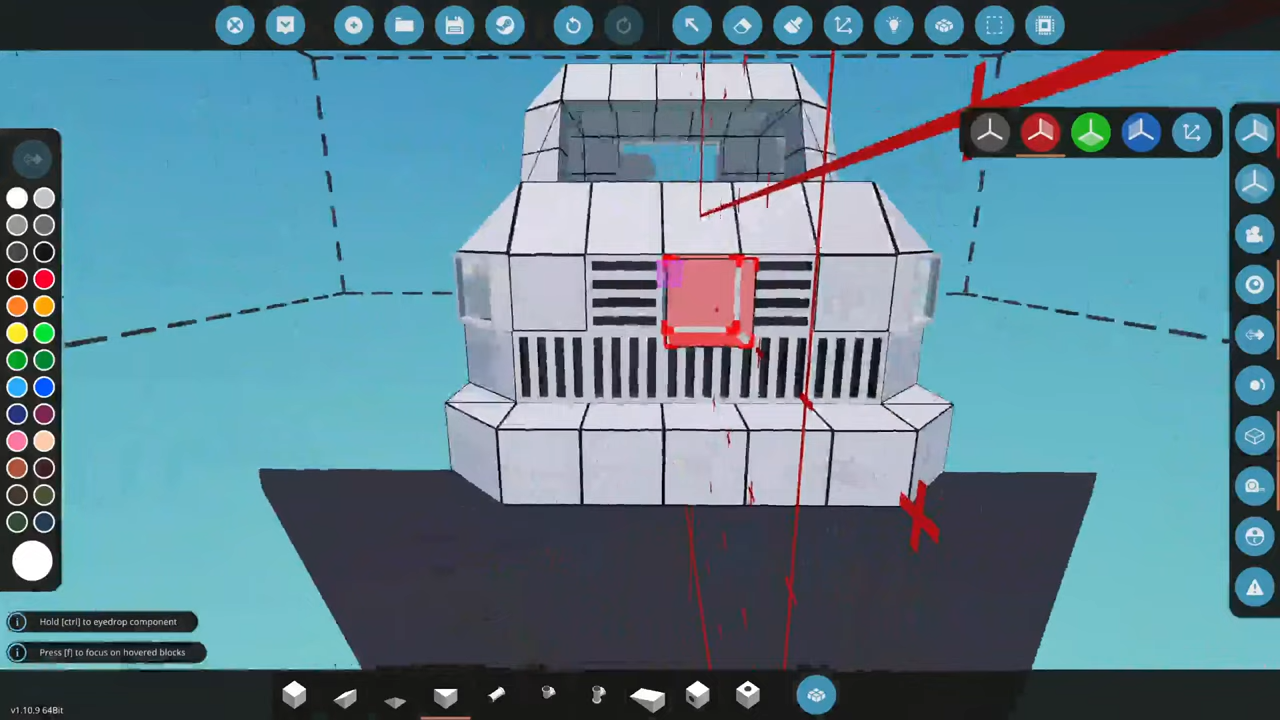 Hold [ctrl] to eyedrop component
Press [f] to focus on hovered blocks
v1.10.9 64Bit